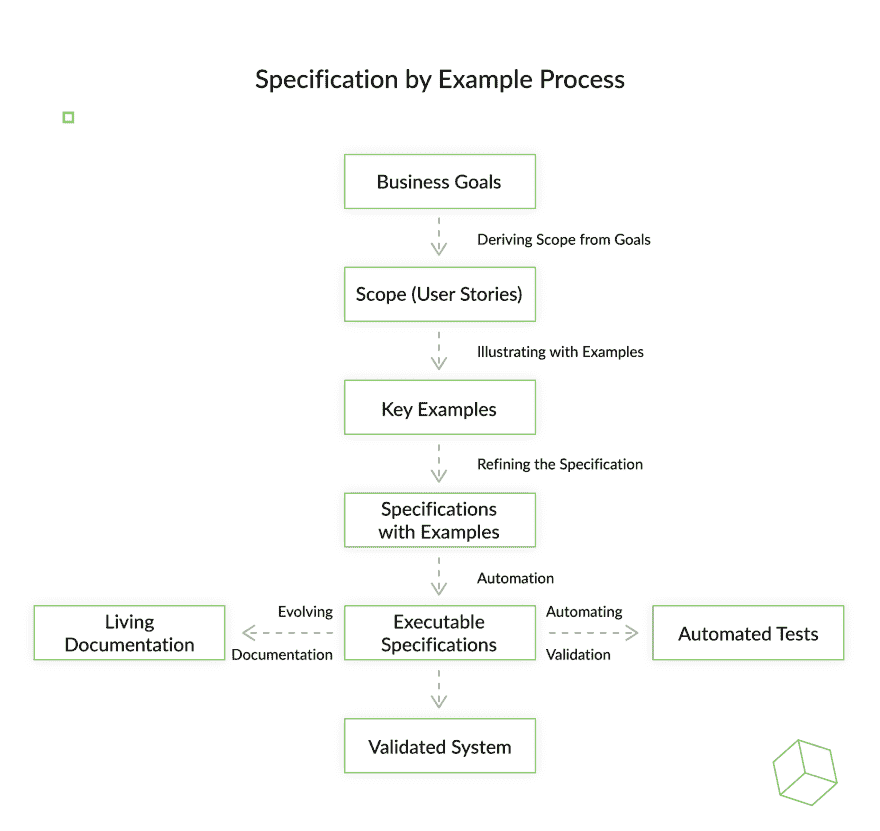 Specification by Example Process
Business Goals
Deriving Scope from Goals
Scope (User Stories)
Illustrating with Examples
Key Examples
Refining the Specification
Specifications
with Examples
Automation
Living
Documentation
Evolving
Documentation
Executable
Specifications
Automating
Validation
Automated Tests
Validated System